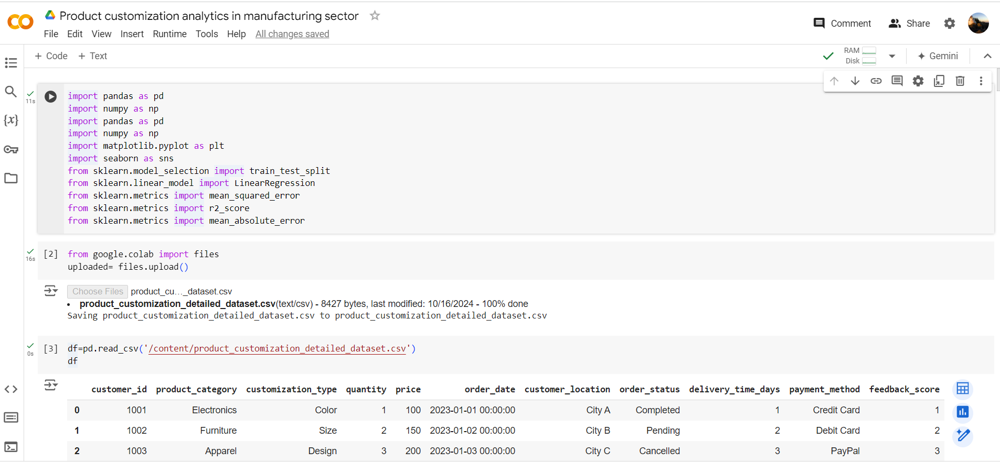 Product customization analytics in manufacturing sector
File Edit View Insert Runtime Tools Help All changes saved
Comment Share
+ Code + Text
RAM
Disk
Gemini
11s
import pandas as pd
import numpy as np
import pandas as pd
import numpy as np
import matplotlib.pyplot as plt
import seaborn as sns
from sklearn.model_selection import train_test_split
from sklearn.linear_model import LinearRegression
from sklearn.metrics import mean_squared_error
from sklearn.metrics import r2_score
from sklearn.metrics import mean_absolute_error
16s
[2] from google.colab import files
uploaded= files.upload()
Choose Files product_cu…_dataset.csv
• product_customization_detailed_dataset.csv(text/csv) - 8427 bytes, last modified: 10/16/2024 - 100% done
Saving product_customization_detailed_dataset.csv to product_customization_detailed_dataset.csv
0s
[3] df=pd.read_csv('/content/product_customization_detailed_dataset.csv')
df
customer_id product_category customization_type quantity price order_date customer_location order_status delivery_time_days payment_method feedback_score
0 1001 Electronics Color 1 100 2023-01-01 00:00:00 City A Completed 1 Credit Card 1
1 1002 Furniture Size 2 150 2023-01-02 00:00:00 City B Pending 2 Debit Card 2
2 1003 Apparel Design 3 200 2023-01-03 00:00:00 City C Cancelled 3 PayPal 3